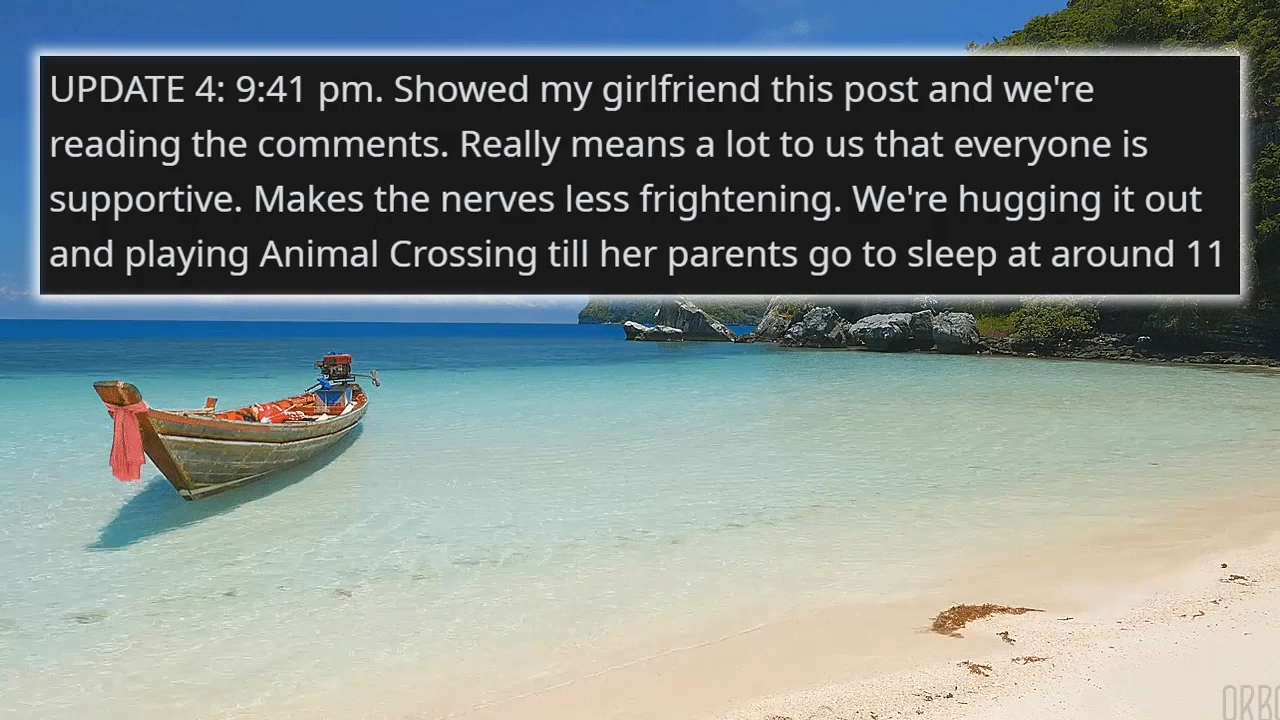 UPDATE 4: 9:41 pm. Showed my girlfriend this post and we're
reading the comments. Really means a lot to us that everyone is
supportive. Makes the nerves less frightening. We're hugging it out
and playing Animal Crossing till her parents go to sleep at around 11